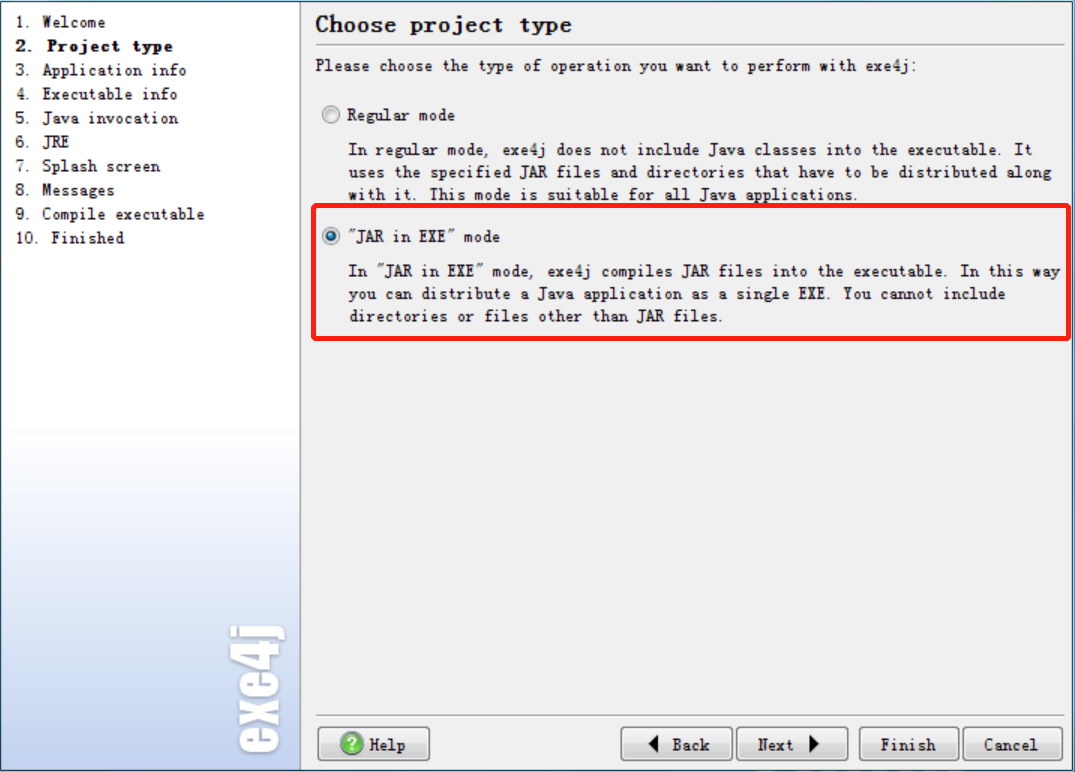 1. Welcome
2. Project type
3. Application info
4. Executable info
5. Java invocation
6. JRE
7. Splash screen
8. Messages
9. Compile executable
10. Finished
exe4j
Choose project type
Please choose the type of operation you want to perform with exe4j:
Regular mode
In regular mode, exe4j does not include Java classes into the executable. It
uses the specified JAR files and directories that have to be distributed along
with it. This mode is suitable for all Java applications.
"JAR in EXE" mode
In "JAR in EXE" mode, exe4j compiles JAR files into the executable. In this way
you can distribute a Java application as a single EXE. You cannot include
directories or files other than JAR files.
? Help
Back
Next
Finish
Cancel